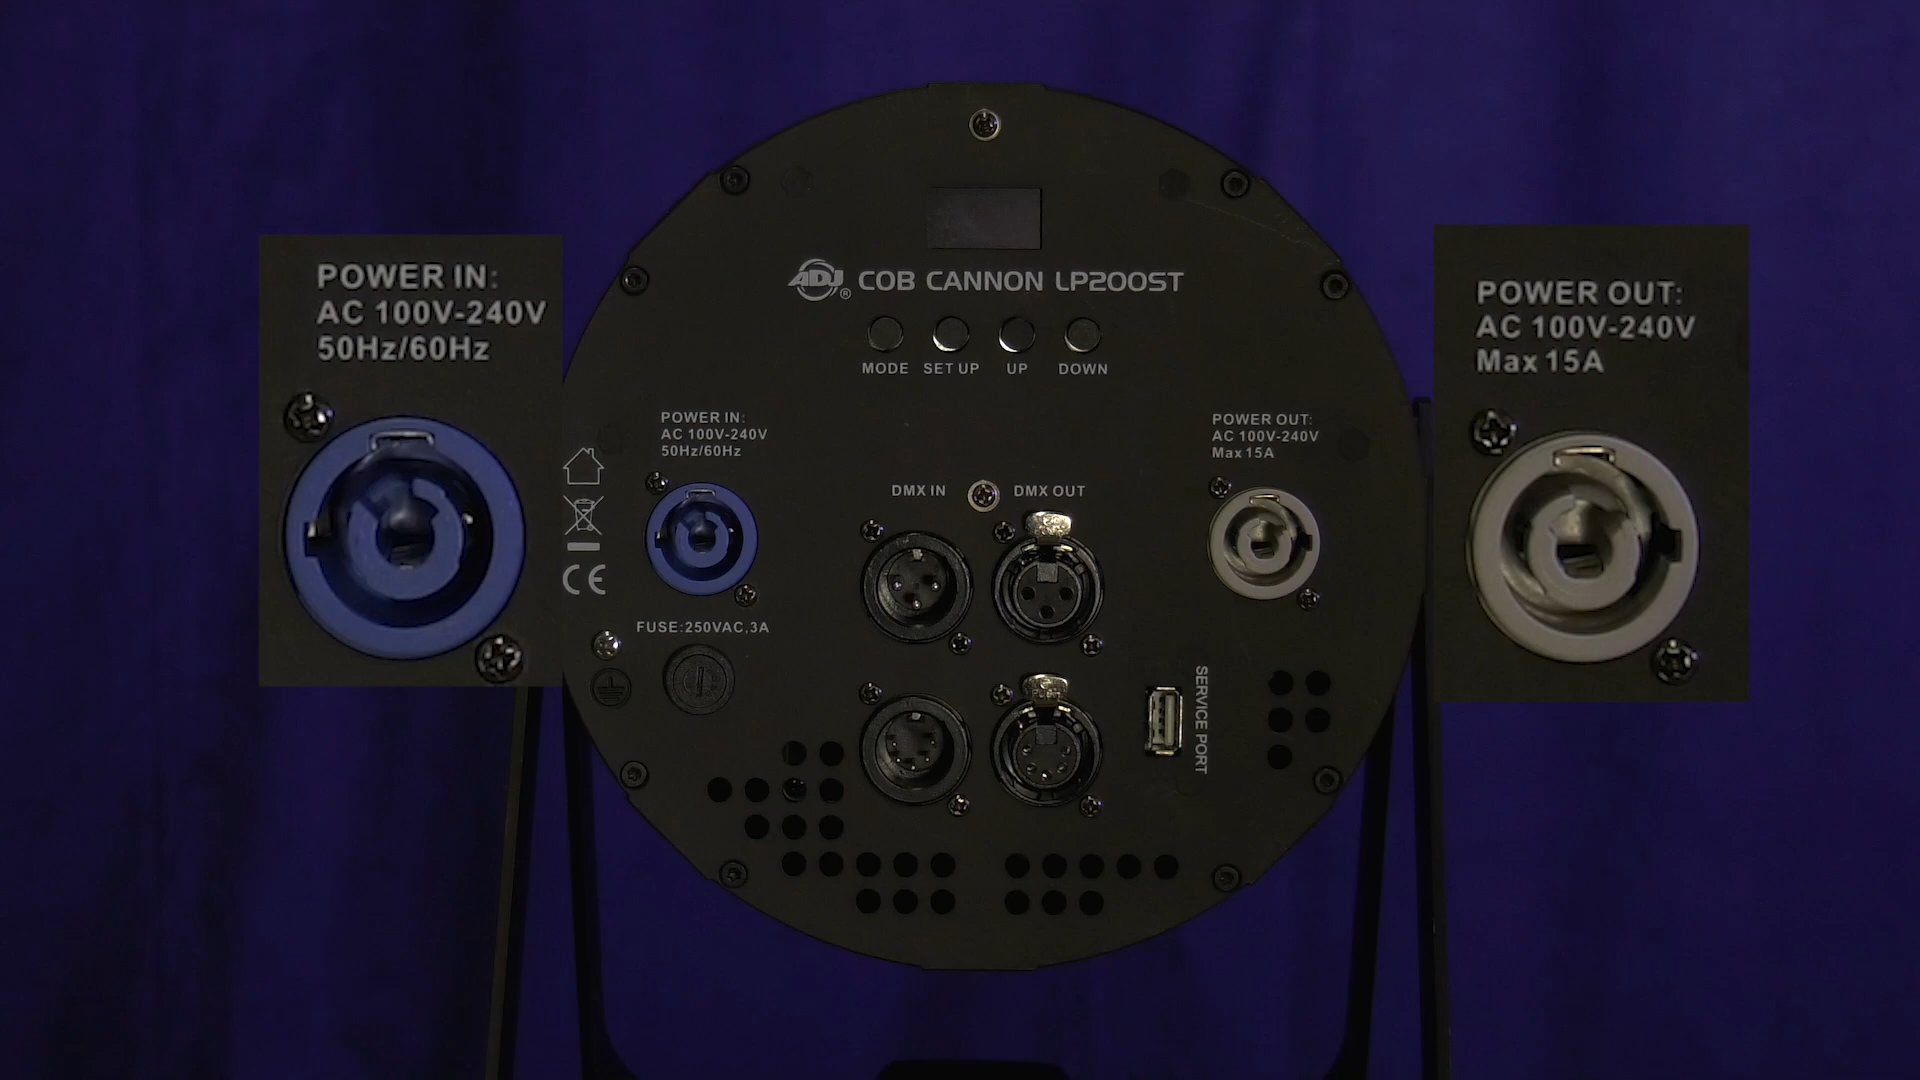 POWER IN:
AC 100V-240V
50Hz/60Hz
POWER OUT:
AC 100V-240V
Max 15A
ADJ® COB CANNON LP200ST
MODE SET UP UP DOWN
POWER IN:
AC 100V-240V
50Hz/60Hz
POWER OUT:
AC 100V-240V
Max 15A
DMX IN DMX OUT
CE
FUSE:250VAC,3A
SERVICE PORT